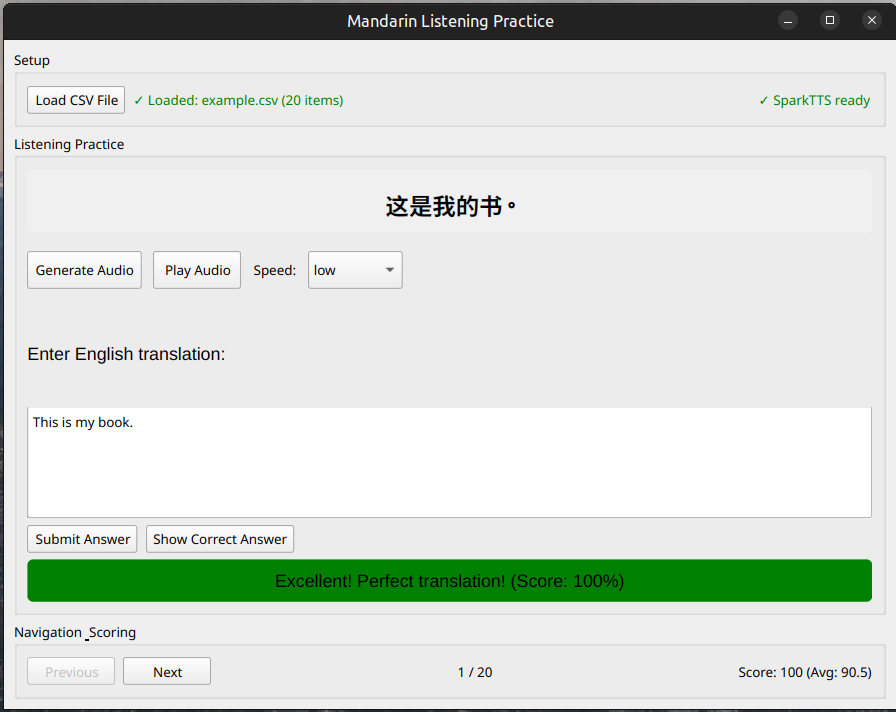 Mandarin Listening Practice
Setup
Load CSV File ✓ Loaded: example.csv (20 items) ✓ SparkTTS ready
Listening Practice
这是我的书。
Generate Audio Play Audio Speed: low
Enter English translation:
This is my book.
Submit Answer Show Correct Answer
Excellent! Perfect translation! (Score: 100%)
Navigation _Scoring
Previous Next 1 / 20 Score: 100 (Avg: 90.5)